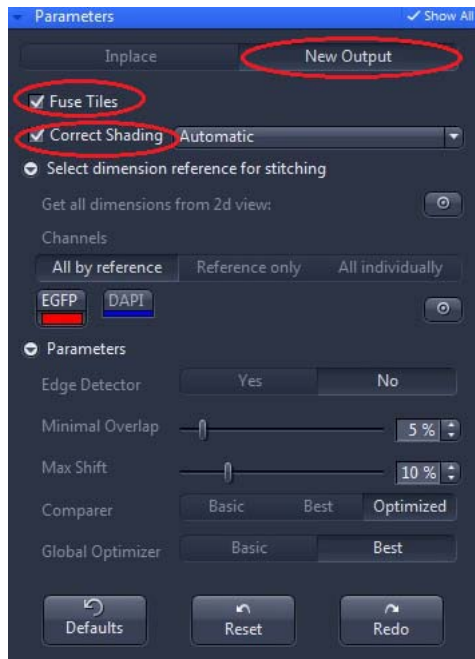 Parameters Show All
Inplace New Output
Fuse Tiles
Correct Shading Automatic
Select dimension reference for stitching
Get all dimensions from 2d view:
Channels
All by reference Reference only All individually
EGFP DAPI
Parameters
Edge Detector Yes No
Minimal Overlap 5 %
Max Shift 10 %
Comparer Basic Best Optimized
Global Optimizer Basic Best
Defaults Reset Redo